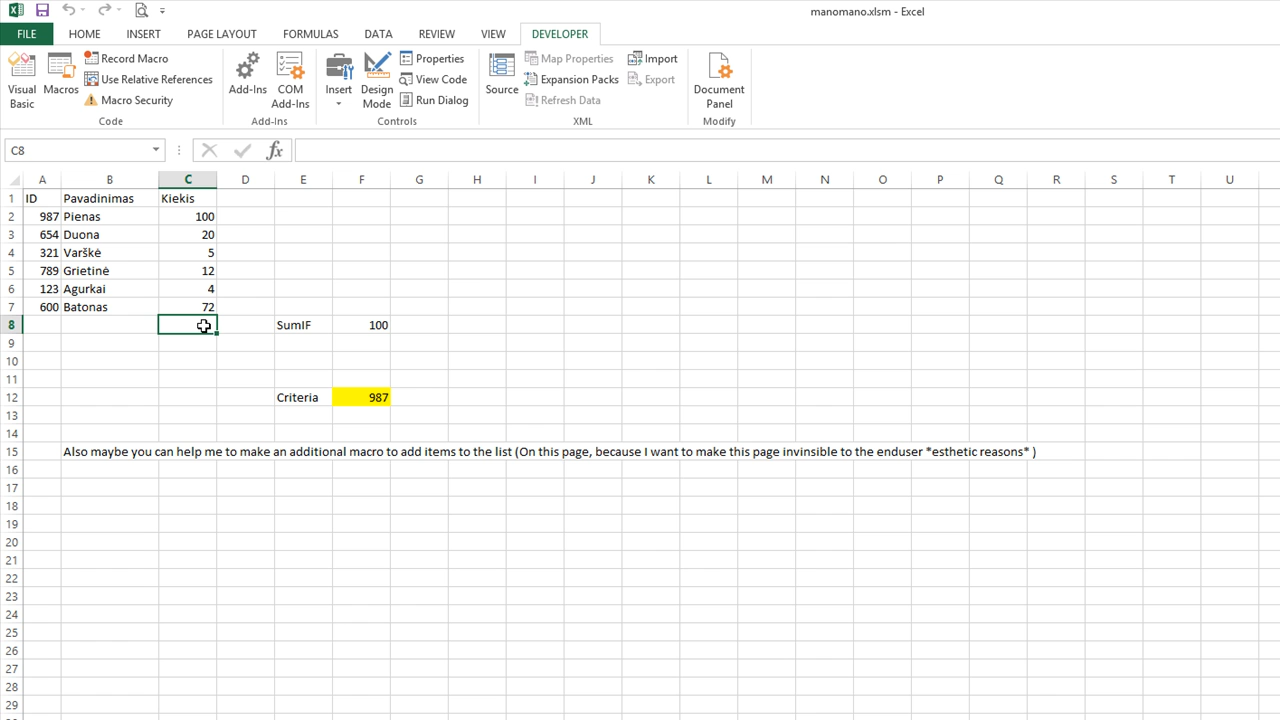 manomano.xlsm - Excel
FILE HOME INSERT PAGE LAYOUT FORMULAS DATA REVIEW VIEW DEVELOPER
Visual Basic
Macros
Record Macro
Use Relative References
Macro Security
Code
Add-Ins
COM Add-Ins
Add-Ins
Insert
Design Mode
Properties
View Code
Run Dialog
Controls
Source
Map Properties
Expansion Packs
Refresh Data
Import
Export
XML
Document Panel
Modify
C8 fx
A B C D E F G H I J K L M N O P Q R S T U
1 ID Pavadinimas Kiekis
2 987 Pienas 100
3 654 Duona 20
4 321 Varškė 5
5 789 Grietinė 12
6 123 Agurkai 4
7 600 Batonas 72
8 SumIF 100
9
10
11
12 Criteria 987
13
14
15 Also maybe you can help me to make an additional macro to add items to the list (On this page, because I want to make this page invinsible to the enduser *esthetic reasons* )
16
17
18
19
20
21
22
23
24
25
26
27
28
29